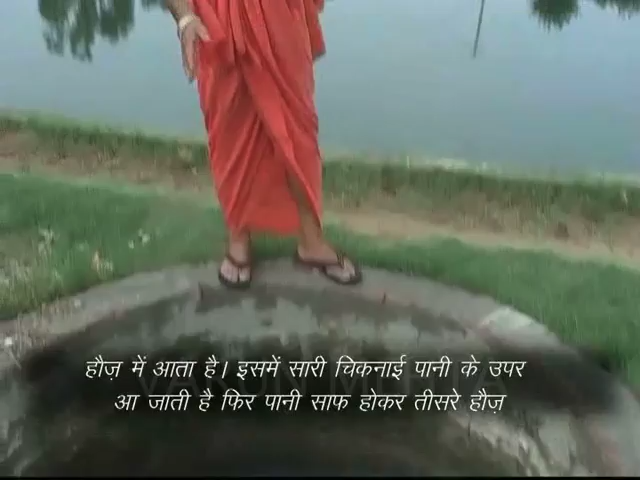 हौज़ में आता है। इसमें सारी चिकनाई पानी के उपर
आ जाती है फिर पानी साफ होकर तीसरे हौज़